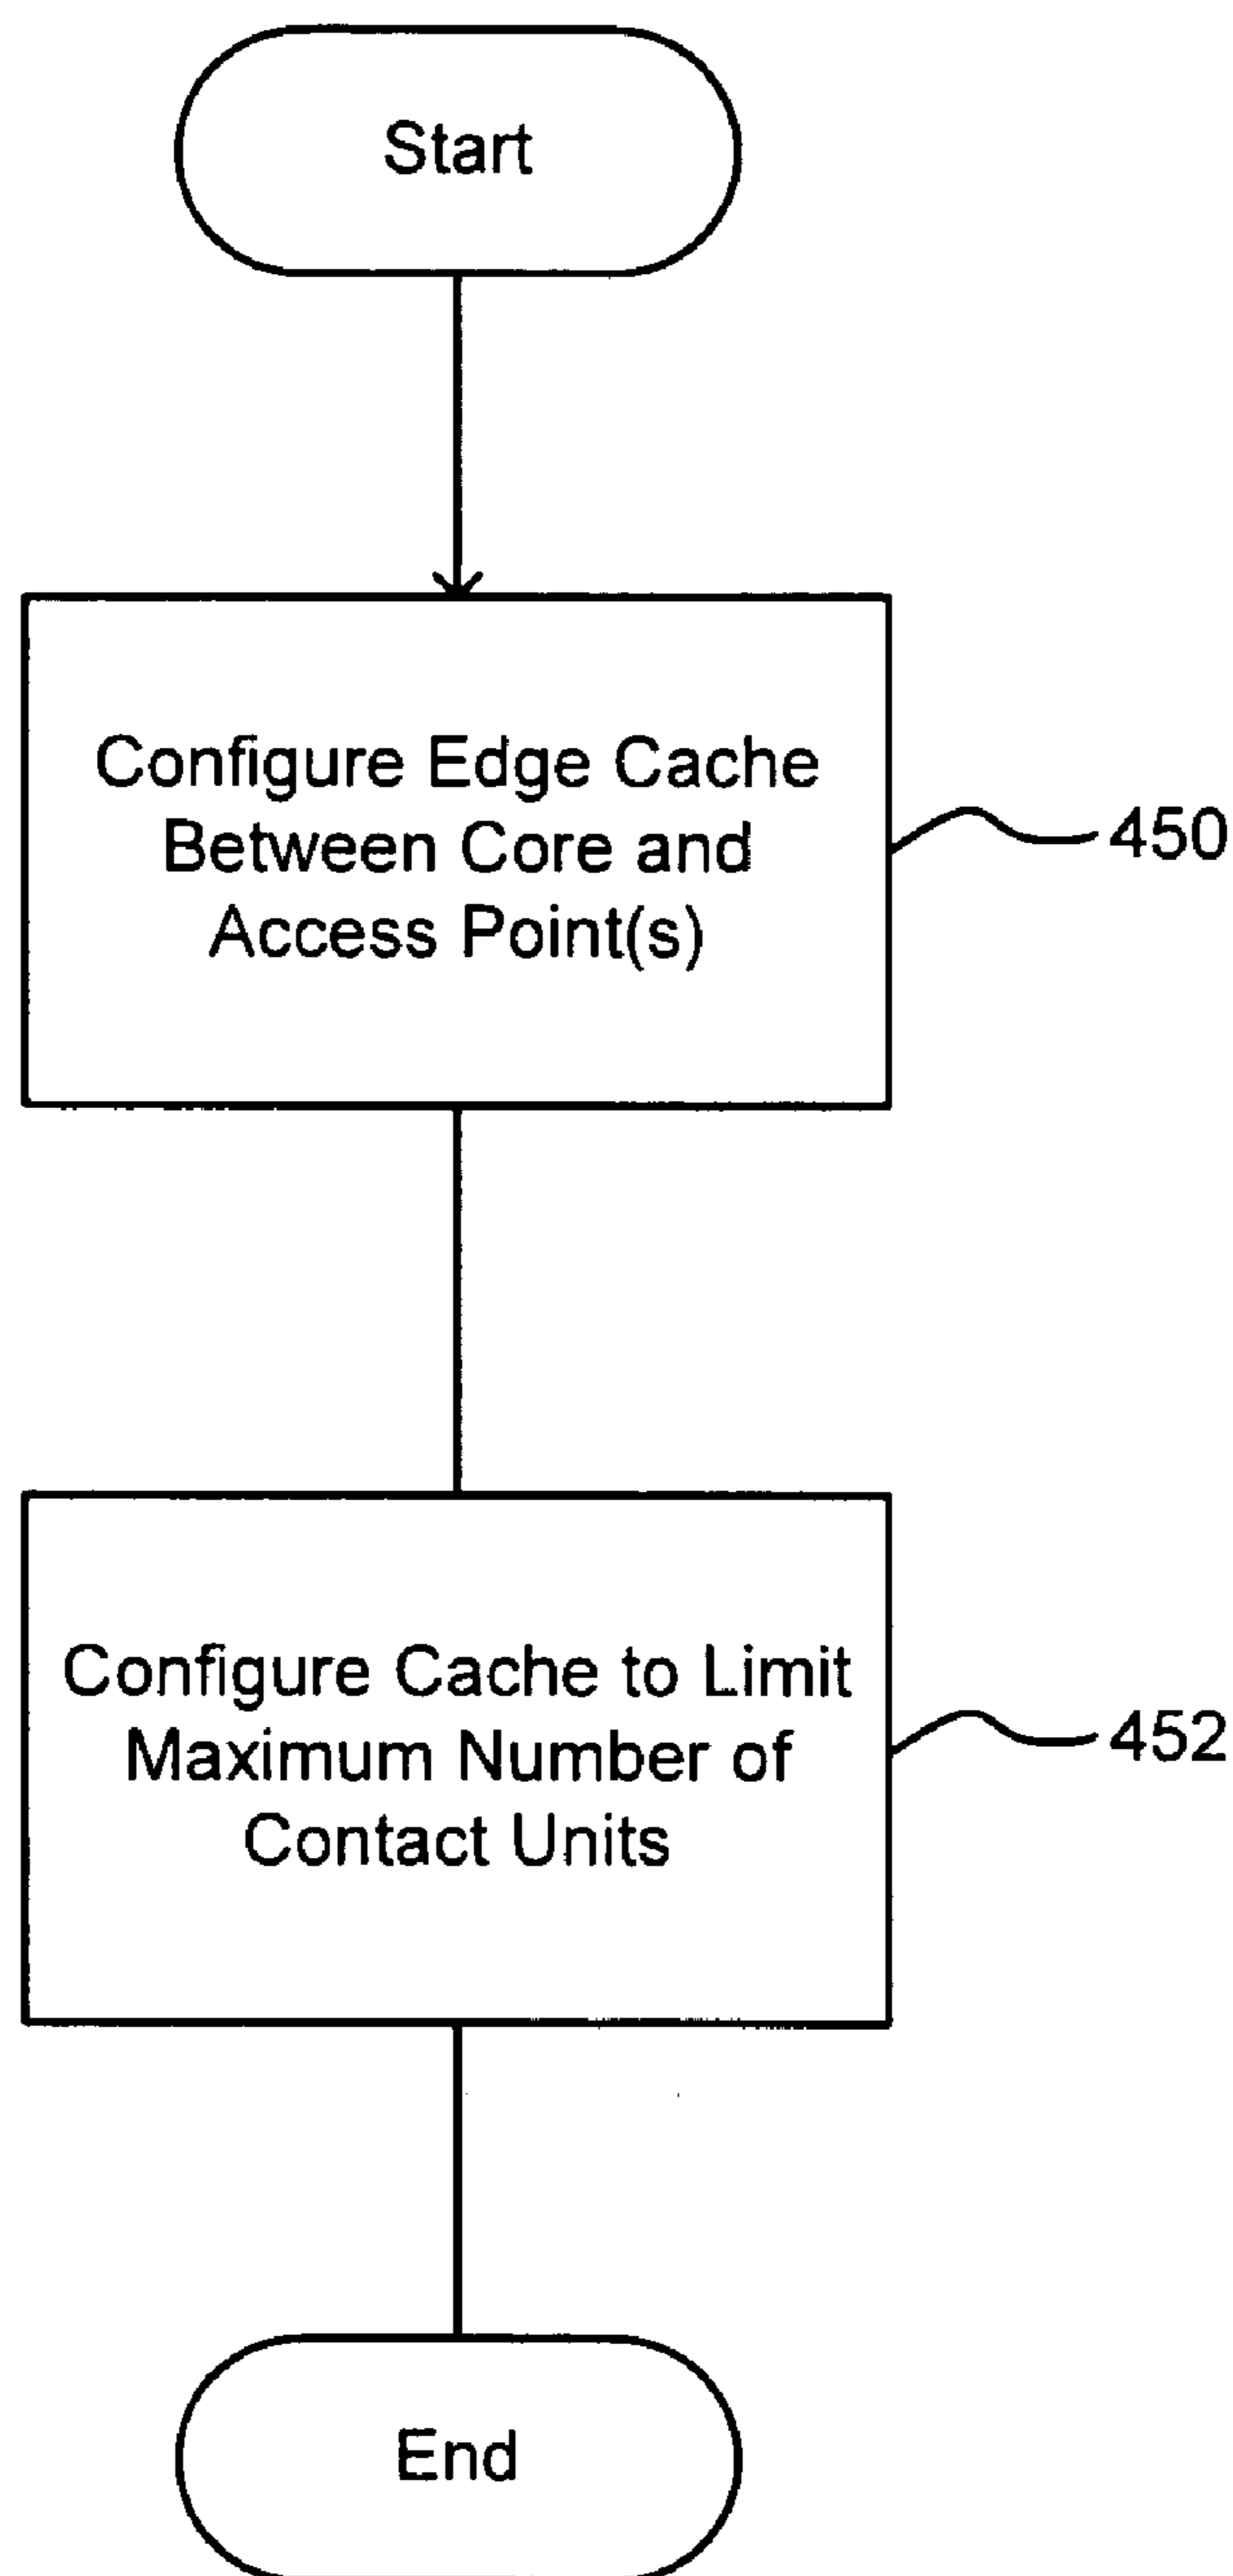 Start
Configure Edge Cache
Between Core and
Access Point(s)
450
Configure Cache to Limit
Maximum Number of
Contact Units
452
End